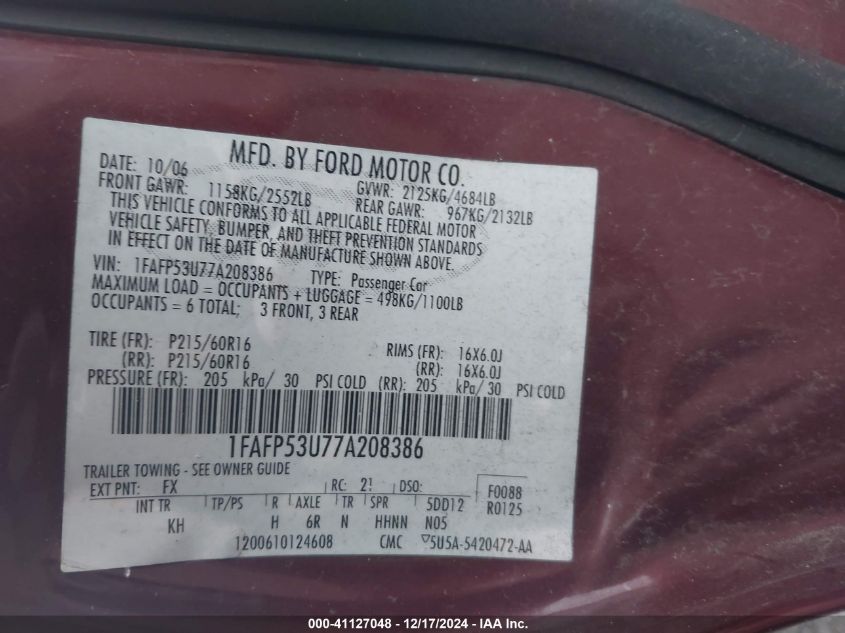 MFD. BY FORD MOTOR CO.
DATE: 10/06 GVWR: 2125KG/4684LB
FRONT GAWR: 1158KG/2552LB REAR GAWR: 967KG/2132LB
THIS VEHICLE CONFORMS TO ALL APPLICABLE FEDERAL MOTOR
VEHICLE SAFETY, BUMPER, AND THEFT PREVENTION STANDARDS
IN EFFECT ON THE DATE OF MANUFACTURE SHOWN ABOVE
VIN: 1FAFP53U77A208386 TYPE: Passenger Car
MAXIMUM LOAD = OCCUPANTS + LUGGAGE = 498KG/1100LB
OCCUPANTS = 6 TOTAL; 3 FRONT, 3 REAR
TIRE (FR): P215/60R16 RIMS (FR): 16X6.0J
(RR): P215/60R16 (RR): 16X6.0J
PRESSURE (FR): 205 kPa/ 30 PSI COLD (RR): 205 kPa/ 30 PSI COLD
1FAFP53U77A208386
TRAILER TOWING - SEE OWNER GUIDE
EXT PNT: FX RC: 21 DSO: F0088
INT TR TP/PS R AXLE TR SPR 5DD12 R0125
KH H 6R N HHNN N05
1200610124608 CMC ▽5U5A-5420472-AA
000-41127048 - 12/17/2024 - IAA Inc.